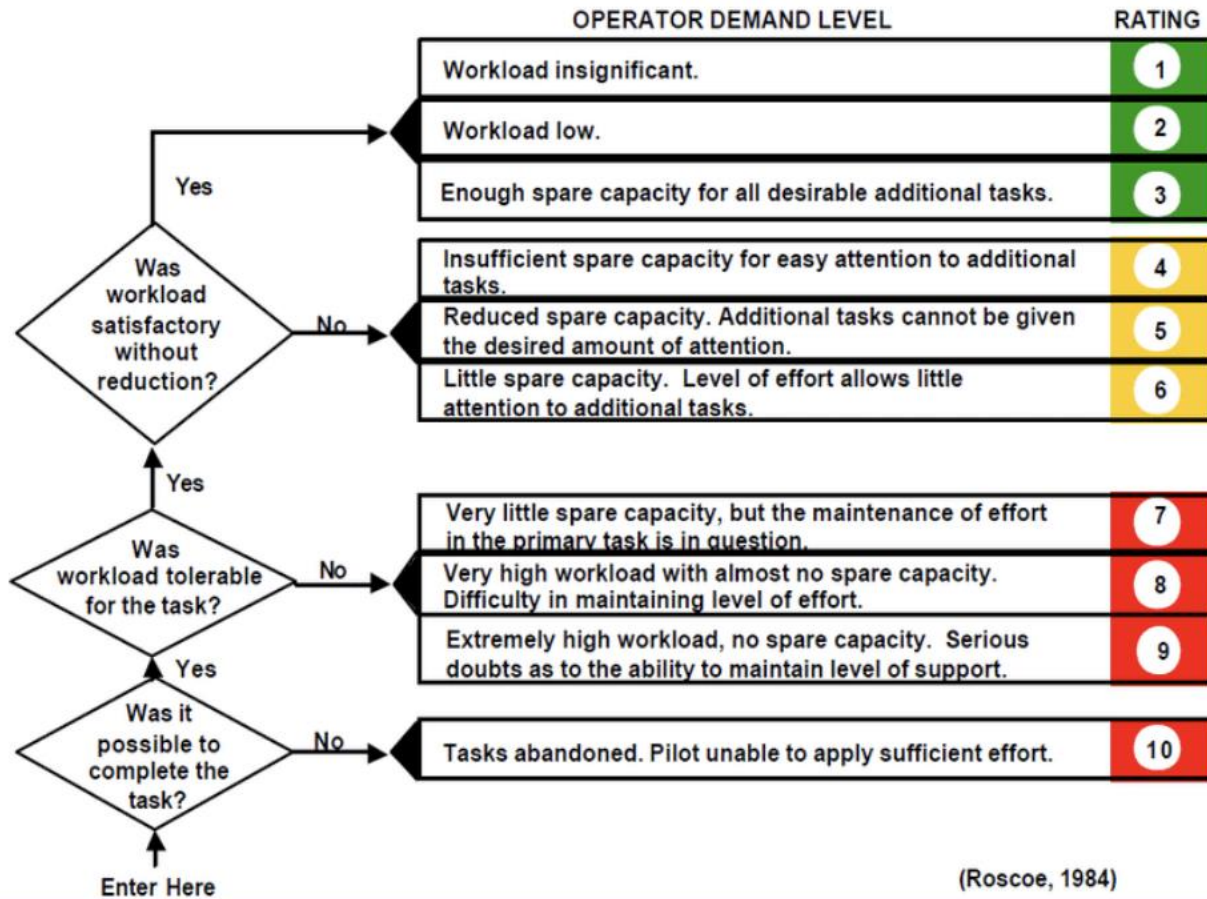 OPERATOR DEMAND LEVEL
RATING
Workload insignificant.
1
Workload low.
2
Enough spare capacity for all desirable additional tasks.
3
Yes
Was
workload
satisfactory
without
reduction?
No
Insufficient spare capacity for easy attention to additional
tasks.
4
Reduced spare capacity. Additional tasks cannot be given
the desired amount of attention.
5
Little spare capacity. Level of effort allows little
attention to additional tasks.
6
Yes
Was
workload tolerable
for the task?
No
Very little spare capacity, but the maintenance of effort
in the primary task is in question.
7
Very high workload with almost no spare capacity.
Difficulty in maintaining level of effort.
8
Extremely high workload, no spare capacity. Serious
doubts as to the ability to maintain level of support.
9
Yes
Was it
possible to
complete the
task?
No
Tasks abandoned. Pilot unable to apply sufficient effort.
10
Enter Here
(Roscoe, 1984)